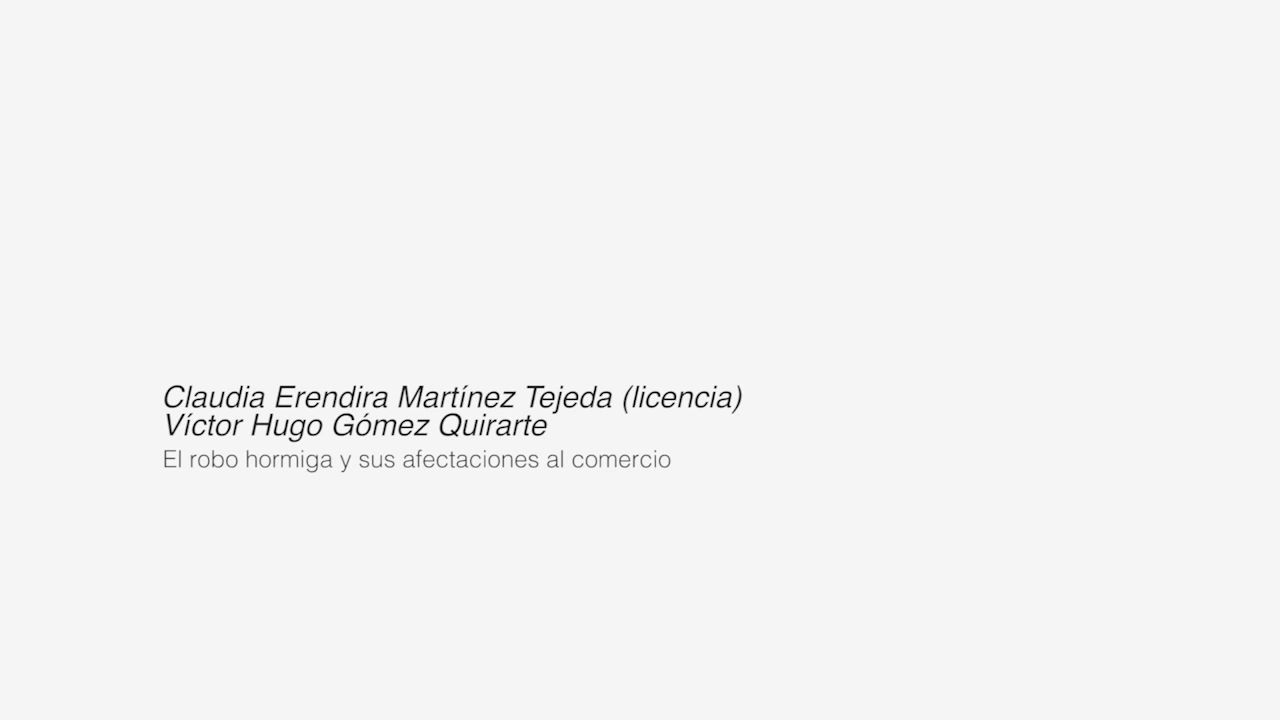 Claudia Erendira Martínez Tejeda (licencia)
Víctor Hugo Gómez Quirarte
El robo hormiga y sus afectaciones al comercio